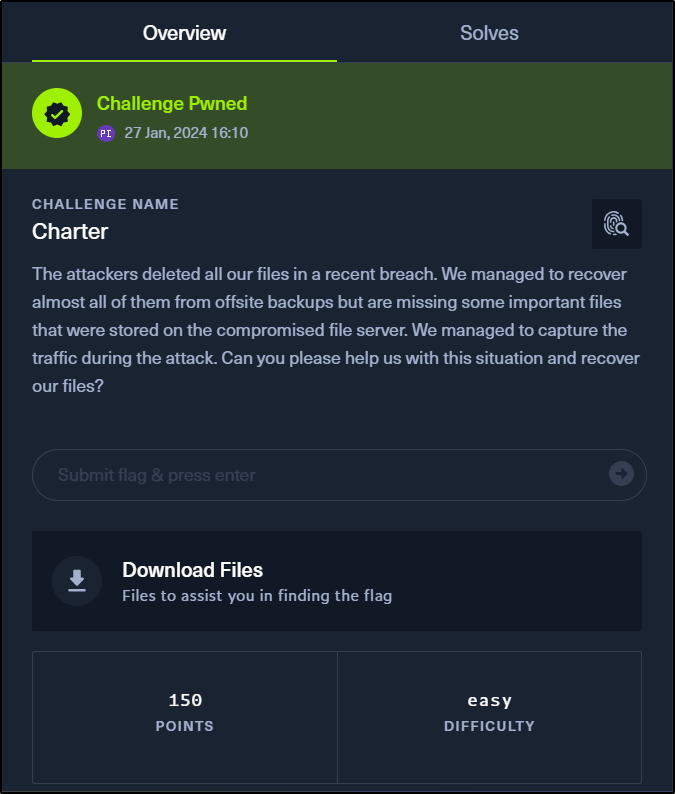 Overview
Solves
Challenge Pwned
PI 27 Jan, 2024 16:10
CHALLENGE NAME
Charter
The attackers deleted all our files in a recent breach. We managed to recover
almost all of them from offsite backups but are missing some important files
that were stored on the compromised file server. We managed to capture the
traffic during the attack. Can you please help us with this situation and recover
our files?
Submit flag & press enter
Download Files
Files to assist you in finding the flag
150
POINTS
easy
DIFFICULTY